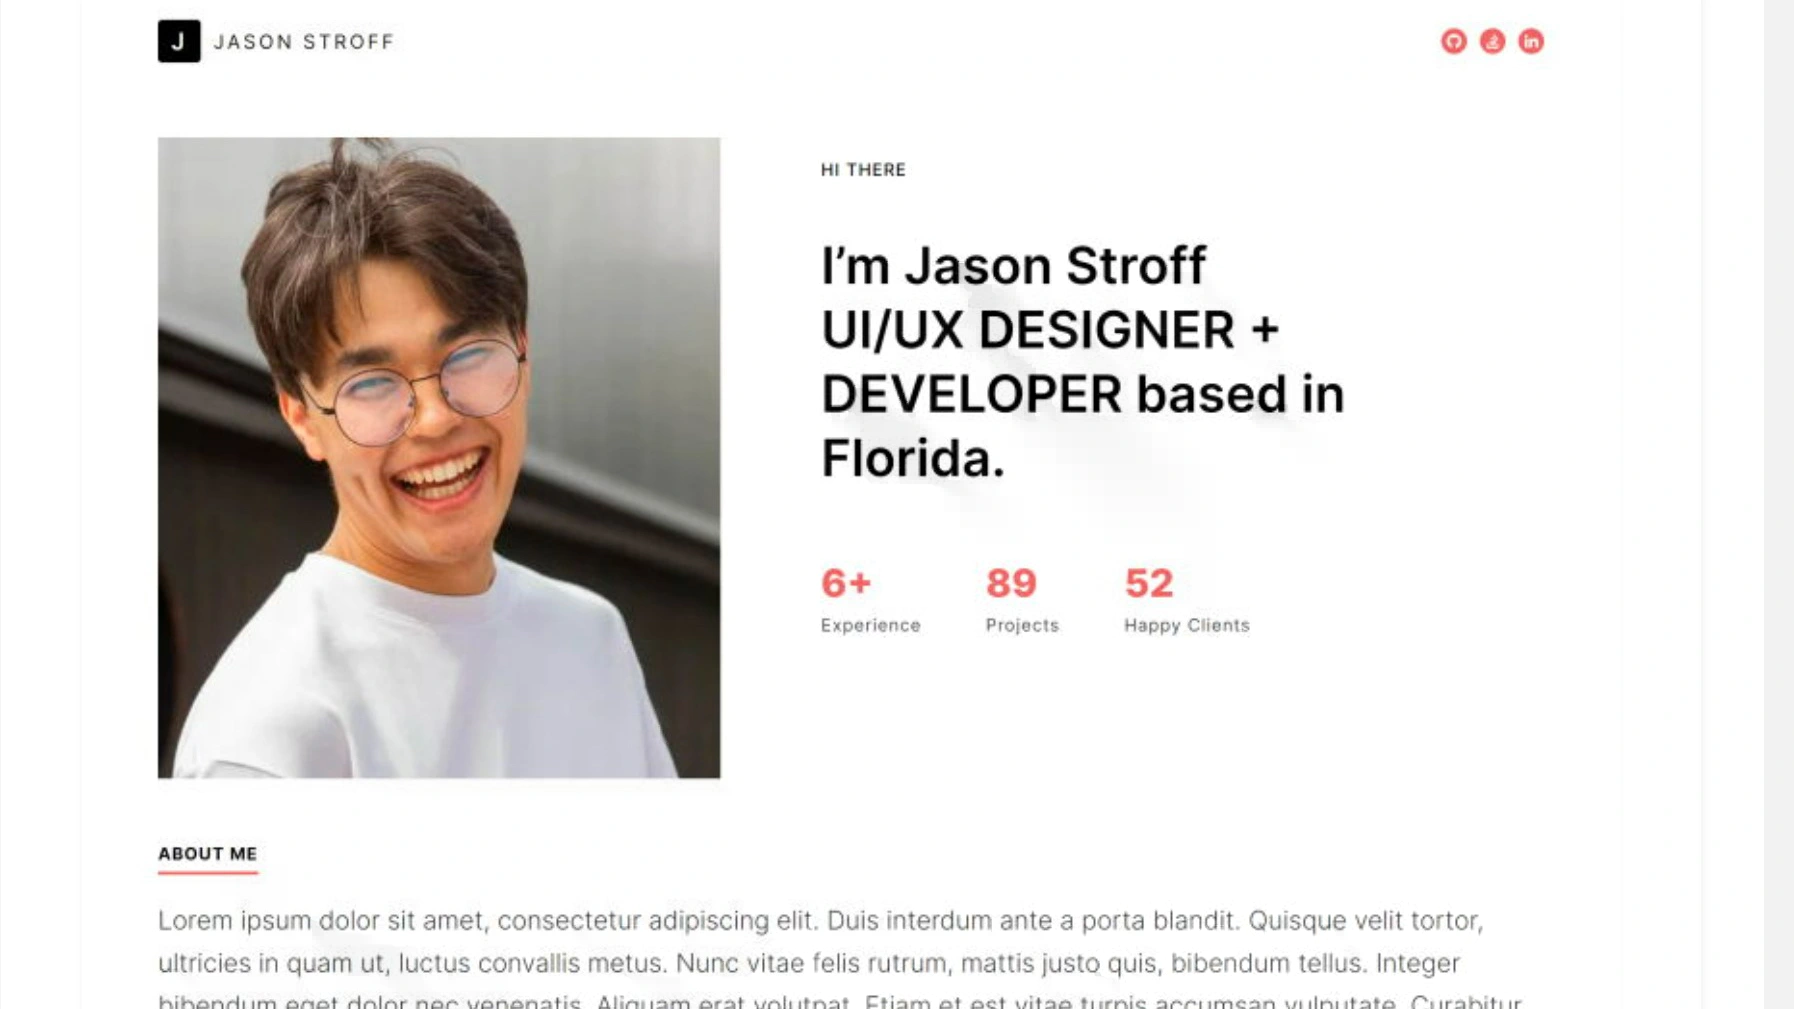 J JASON STROFF
HI THERE
I'm Jason Stroff
UI/UX DESIGNER +
DEVELOPER based in
Florida.
6+ 89 52
Experience Projects Happy Clients
ABOUT ME
Lorem ipsum dolor sit amet, consectetur adipiscing elit. Duis interdum ante a porta blandit. Quisque velit tortor,
ultricies in quam ut, luctus convallis metus. Nunc vitae felis rutrum, mattis justo quis, bibendum tellus. Integer
bibendum eget dolor nec venenatis. Aliquam erat volutpat. Etiam et est vitae turpis accumsan vulputate. Curabitur